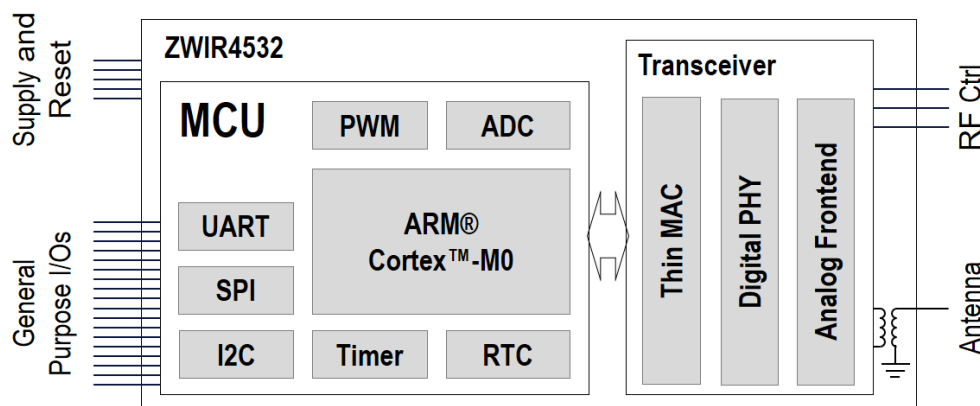 Supply and
Reset
ZWIR4532
MCU
PWM
ADC
UART
ARM®
Cortex™-M0
SPI
I2C
Timer
RTC
General
Purpose I/Os
Transceiver
Thin MAC
Digital PHY
Analog Frontend
RF Ctrl
Antenna